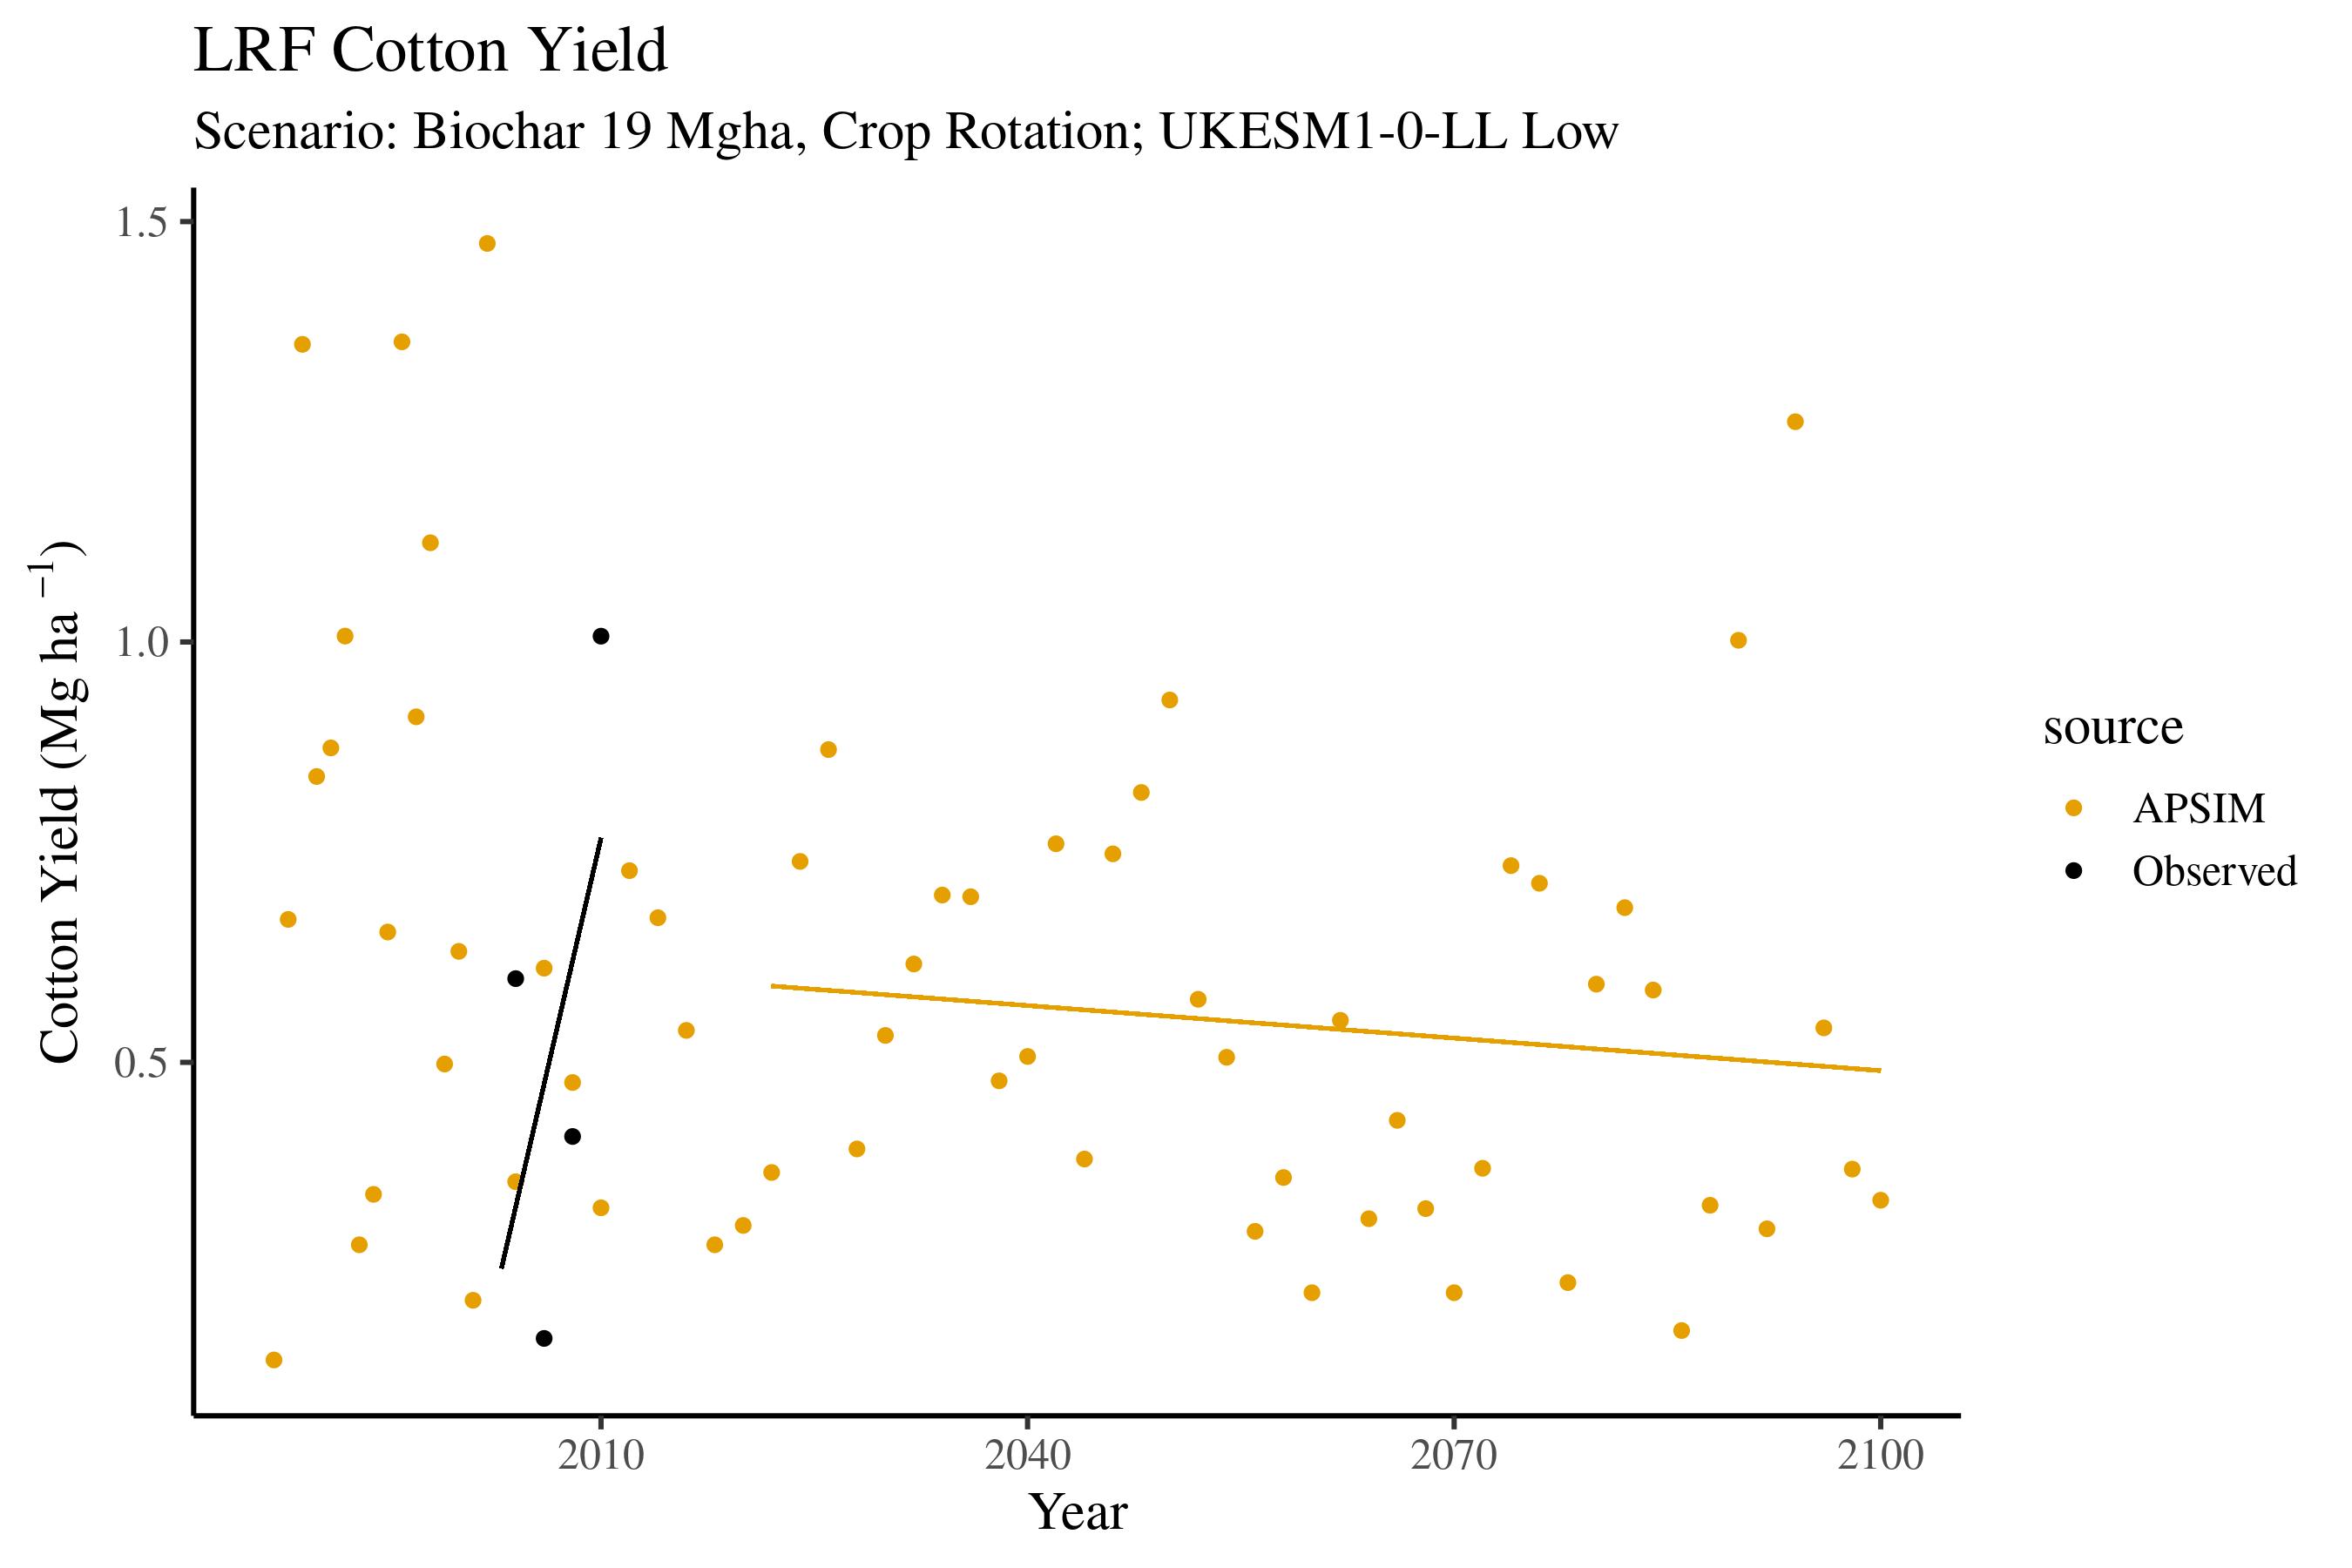 LRF Cotton Yield
Scenario: Biochar 19 Mgha, Crop Rotation; UKESM1-0-LL Low
Cotton Yield (Mg ha ⁻¹)
1.5
1.0
0.5
2010
2040
2070
2100
Year
source
APSIM
Observed